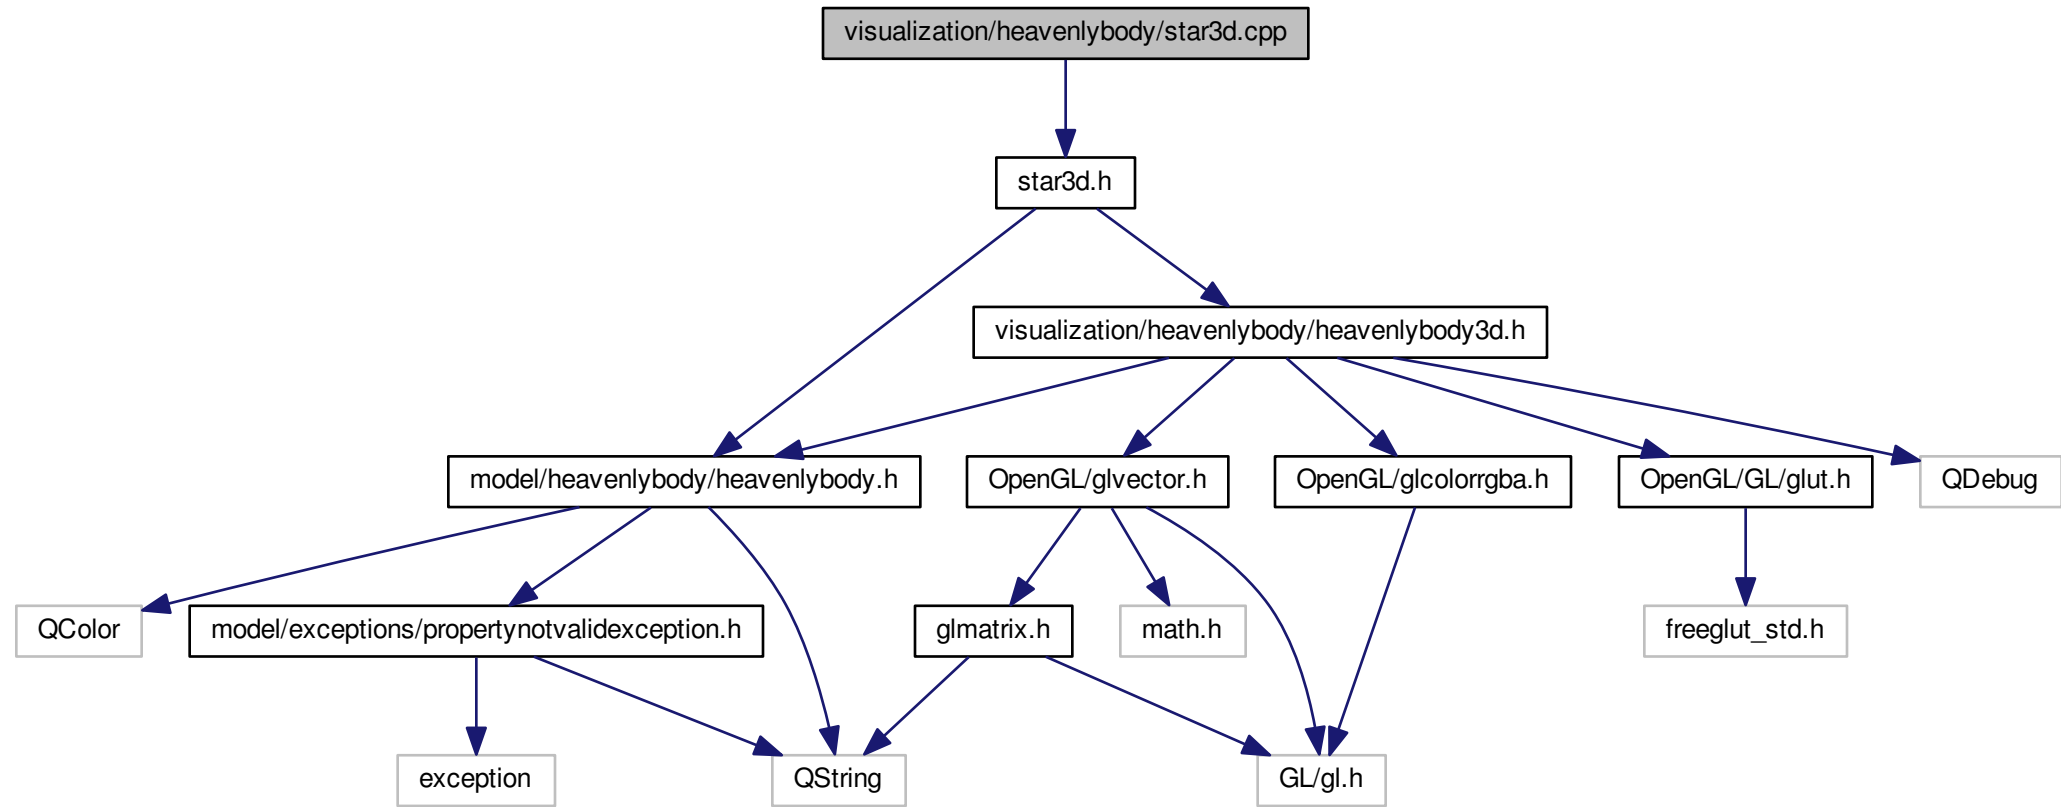 visualization/heavenlybody/star3d.cpp
star3d.h
visualization/heavenlybody/heavenlybody3d.h
model/heavenlybody/heavenlybody.h
OpenGL/glvector.h
OpenGL/glcolorrgba.h
OpenGL/GL/glut.h
QDebug
QColor
model/exceptions/propertynotvalidexception.h
glmatrix.h
math.h
freeglut_std.h
exception
QString
GL/gl.h